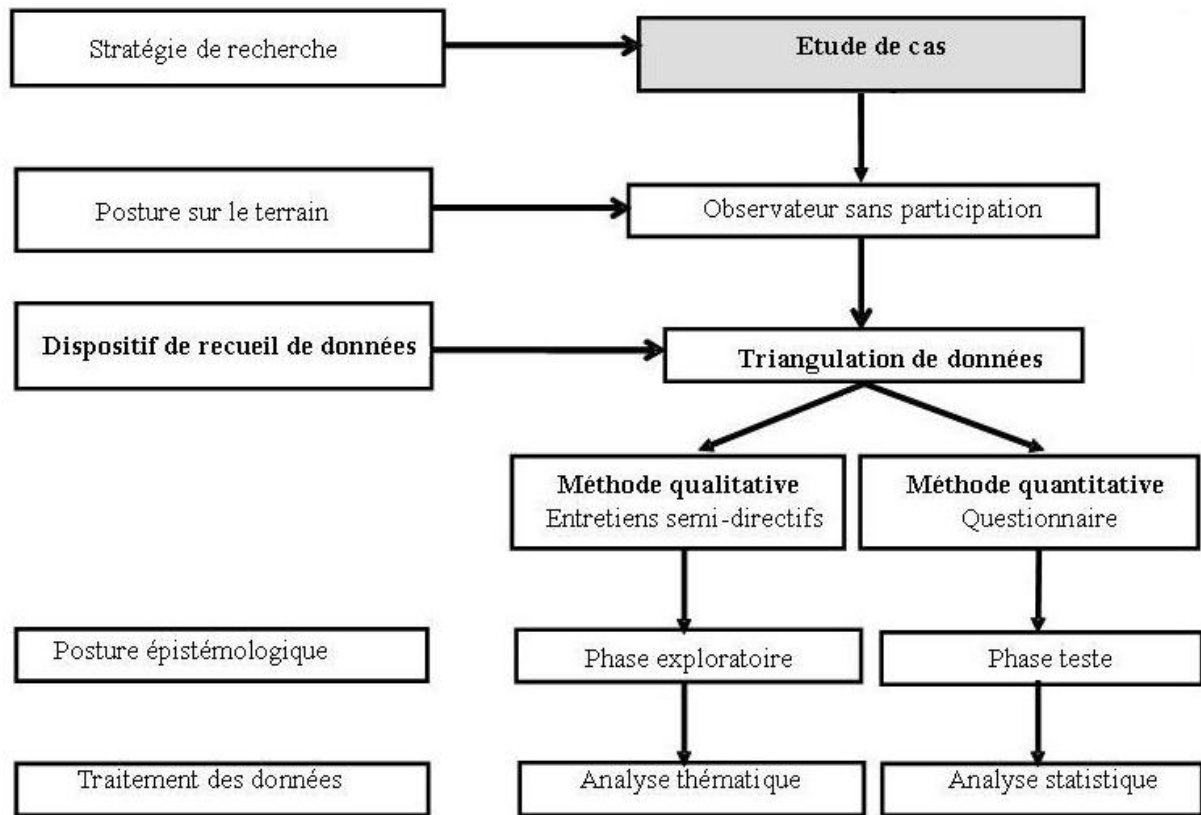 Stratégie de recherche
Etude de cas
Posture sur le terrain
Observateur sans participation
Dispositif de recueil de données
Triangulation de données
Méthode qualitative
Entretiens semi-directifs
Méthode quantitative
Questionnaire
Posture épistémologique
Phase exploratoire
Phase teste
Traitement des données
Analyse thématique
Analyse statistique